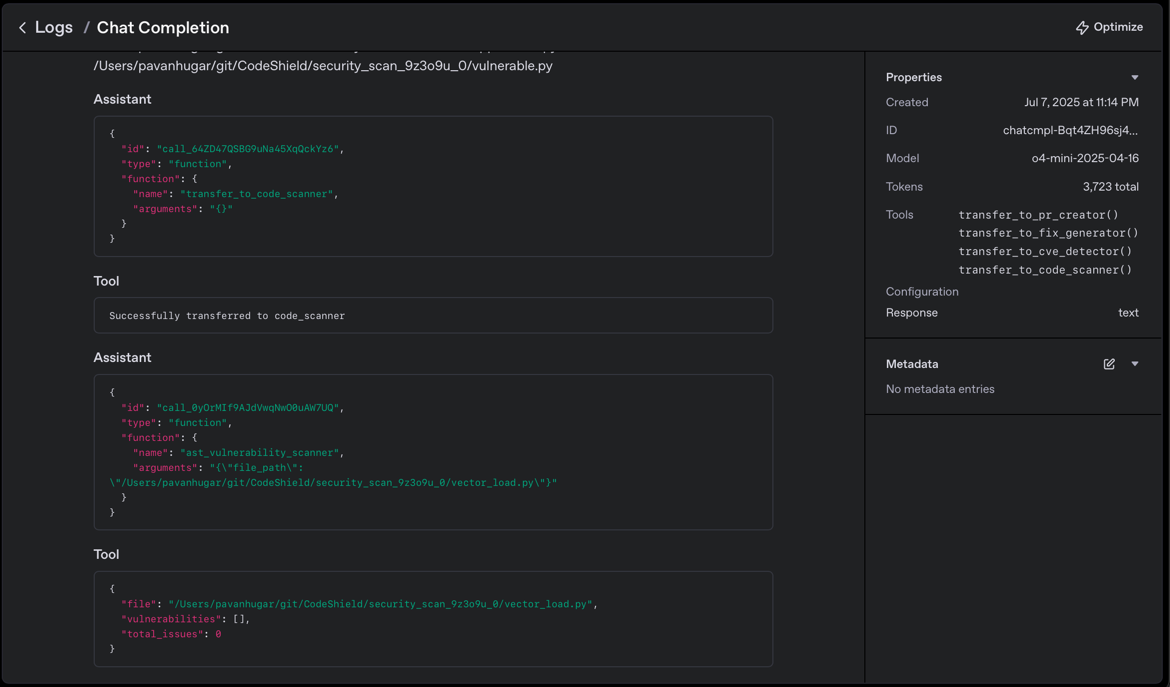 Logs / Chat Completion
Optimize
/Users/pavanhugar/git/CodeShield/security_scan_9z3o9u_0/vulnerable.py
Assistant
{
"id": "call_64ZD47QSBG9uNa45XqQckYz6",
"type": "function",
"function": {
"name": "transfer_to_code_scanner",
"arguments": "{}"
}
}
Tool
Successfully transferred to code_scanner
Assistant
{
"id": "call_0yOrMIf9AJdVwqNwO0uAW7UQ",
"type": "function",
"function": {
"name": "ast_vulnerability_scanner",
"arguments": "{\"file_path\":
\"/Users/pavanhugar/git/CodeShield/security_scan_9z3o9u_0/vector_load.py\"}"
}
}
Tool
{
"file": "/Users/pavanhugar/git/CodeShield/security_scan_9z3o9u_0/vector_load.py",
"vulnerabilities": [],
"total_issues": 0
}
Properties
Created Jul 7, 2025 at 11:14 PM
ID chatcmpl-Bqt4ZH96sj4...
Model o4-mini-2025-04-16
Tokens 3,723 total
Tools transfer_to_pr_creator()
transfer_to_fix_generator()
transfer_to_cve_detector()
transfer_to_code_scanner()
Configuration
Response text
Metadata
No metadata entries